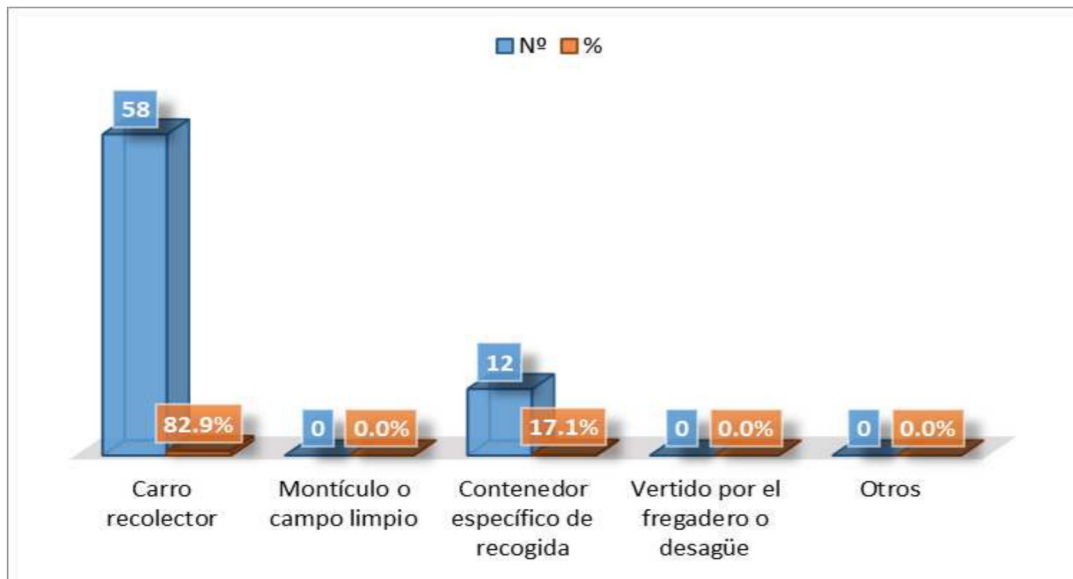 Nº %
58
82.9%
0
0.0%
12
17.1%
0
0.0%
0
0.0%
Carro
recolector
Montículo o
campo limpio
Contenedor
específico de
recogida
Vertido por el
fregadero o
desagüe
Otros